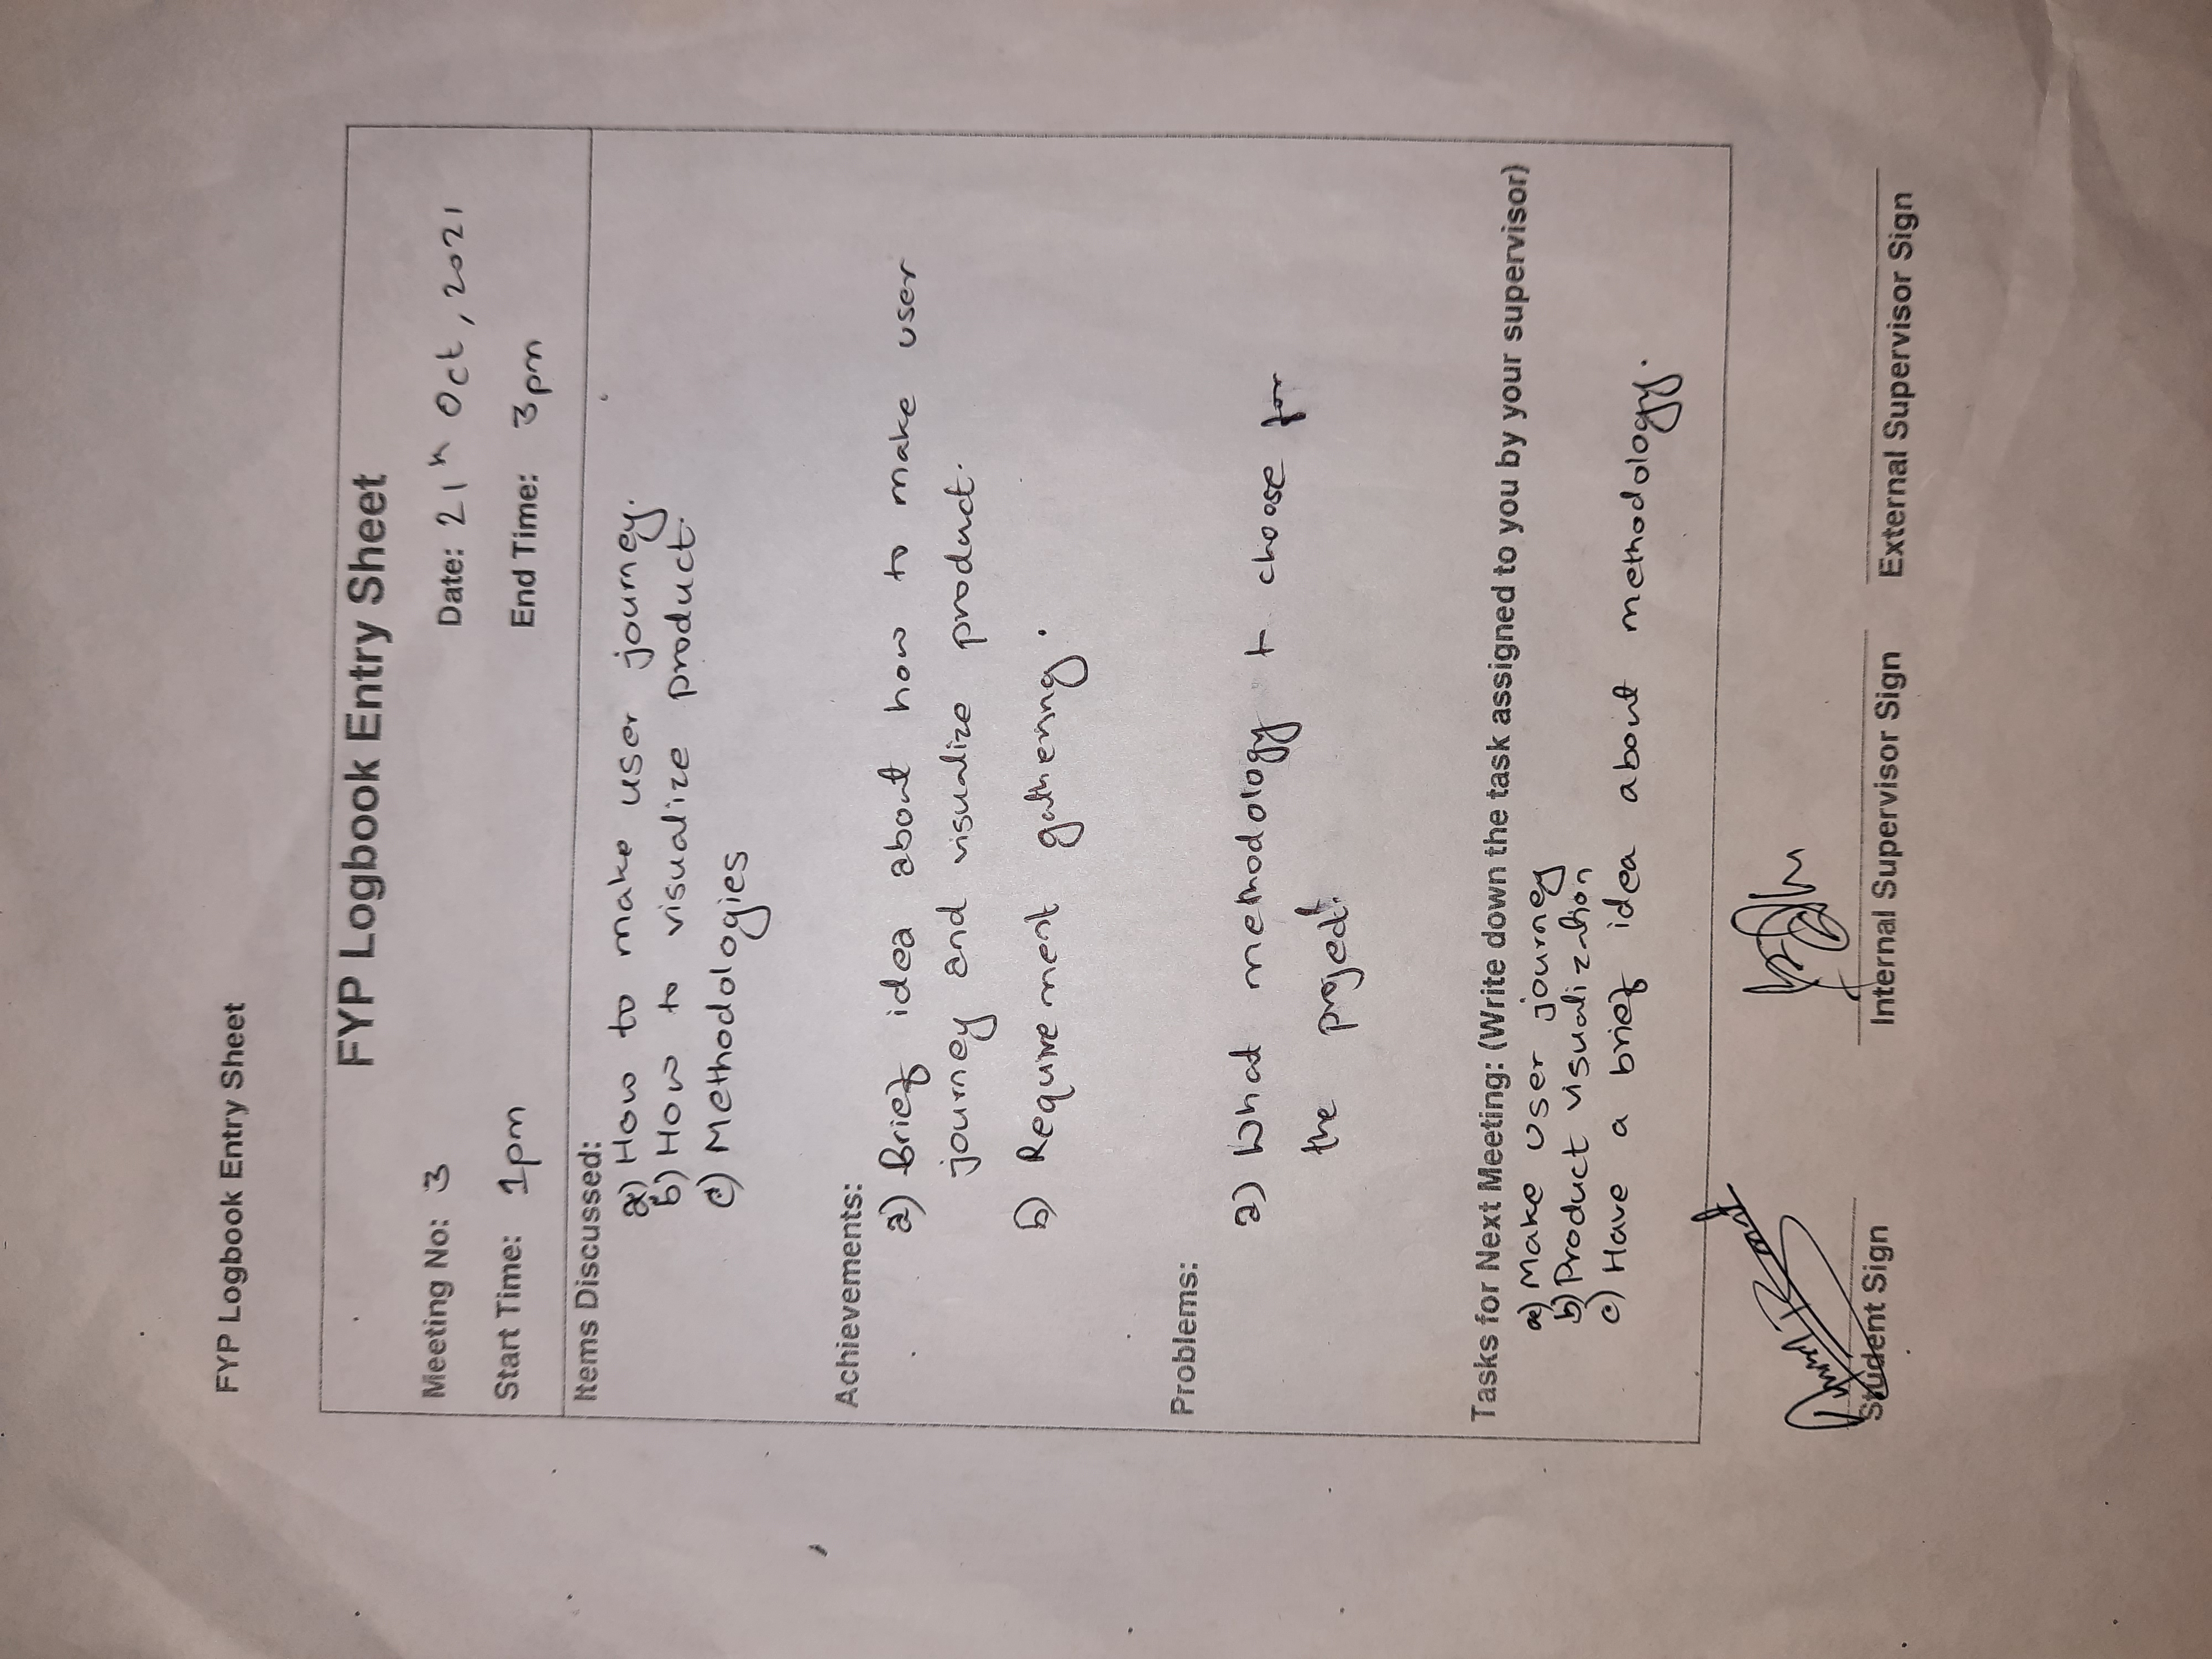 FYP Logbook Entry Sheet
FYP Logbook Entry Sheet
Meeting No: 3
Date: 21th Oct, 2021
Start Time: 1pm
End Time: 3pm
Items Discussed:
a) How to make user journey.
b) How to visualize product.
c) Methodologies
Achievements:
a) Brief idea about how to make user
journey and visualize product.
b) Requirement gathering.
Problems:
a) What methodology t choose for
the project.
Tasks for Next Meeting: (Write down the task assigned to you by your supervisor)
a) Make user journey
b) Product visualization
c) Have a brief idea about methodology.
Student Sign
Internal Supervisor Sign
External Supervisor Sign